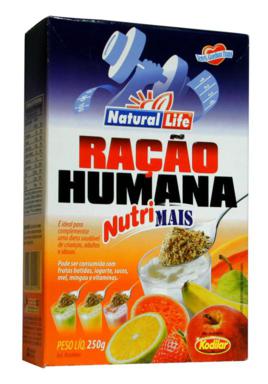 Natural Life
RAÇÃO
HUMANA
Nutri MAIS
É ideal para
complementar
uma dieta saudável
de crianças, adultos
e idosos
Pode ser consumida com
frutas batidas, iogurte, sucos,
mel, mingau e vitaminas.
PESO LÍQ. 250g
Kodilar